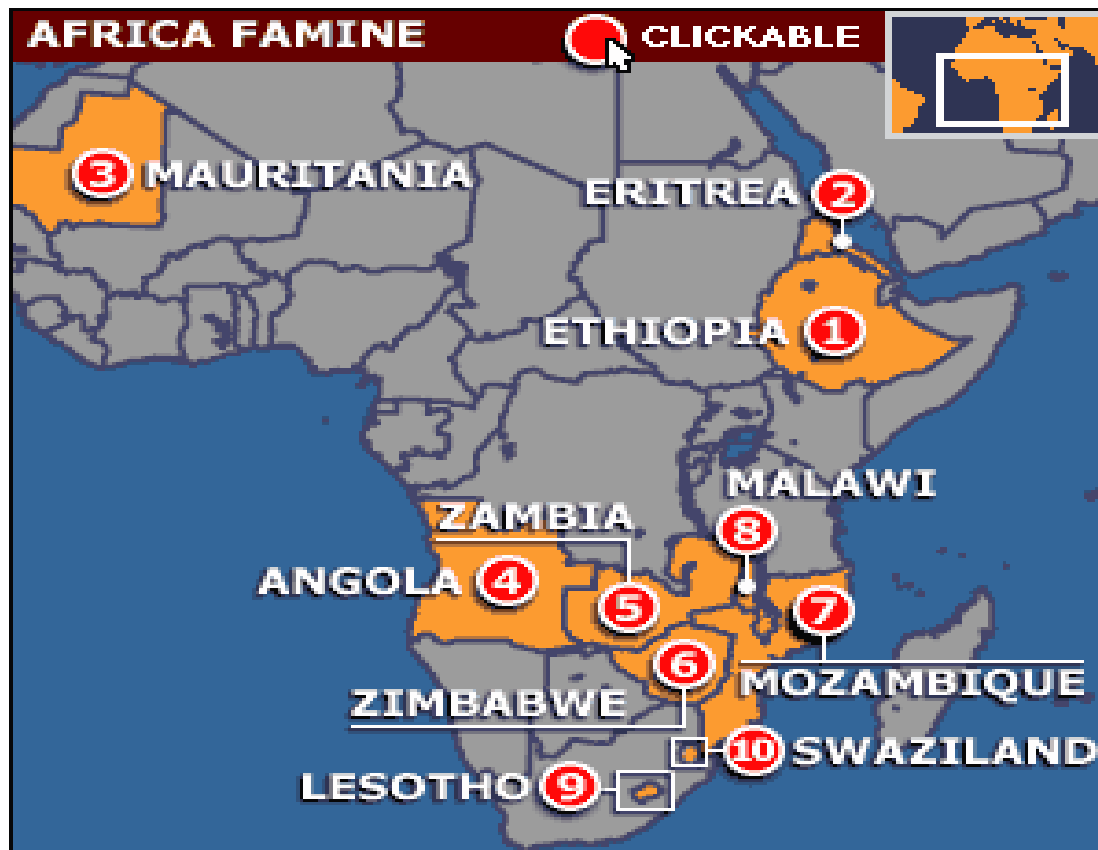 AFRICA FAMINE
CLICKABLE
3 MAURITANIA
ERITREA 2
ETHIOPIA 1
MALAWI
8
ZAMBIA
ANGOLA 4
5
7
6
MOZAMBIQUE
ZIMBABWE
10 SWAZILAND
LESOTHO 9